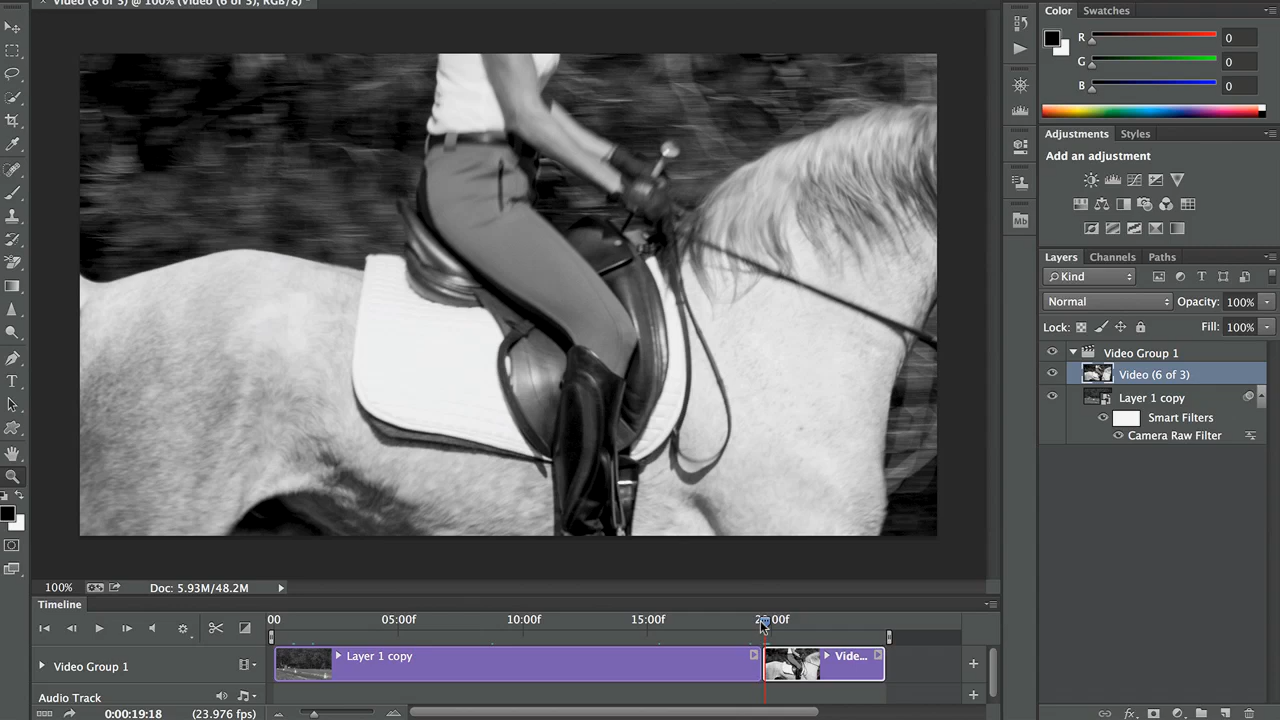 Video (8 of 3) @ 100% (Video (6 of 3), RGB/8) *
Color
Swatches
R
0
G
0
B
0
Adjustments
Styles
Add an adjustment
Mb
Layers
Channels
Paths
Kind
Normal
Opacity: 100%
Lock:
Fill: 100%
Video Group 1
Video (6 of 3)
Layer 1 copy
Smart Filters
Camera Raw Filter
100%
Doc: 5.93M/48.2M
Timeline
00
05:00f
10:00f
15:00f
Video Group 1
Layer 1 copy
Vide...
Audio Track
0:00:19:18
(23.976 fps)
fx